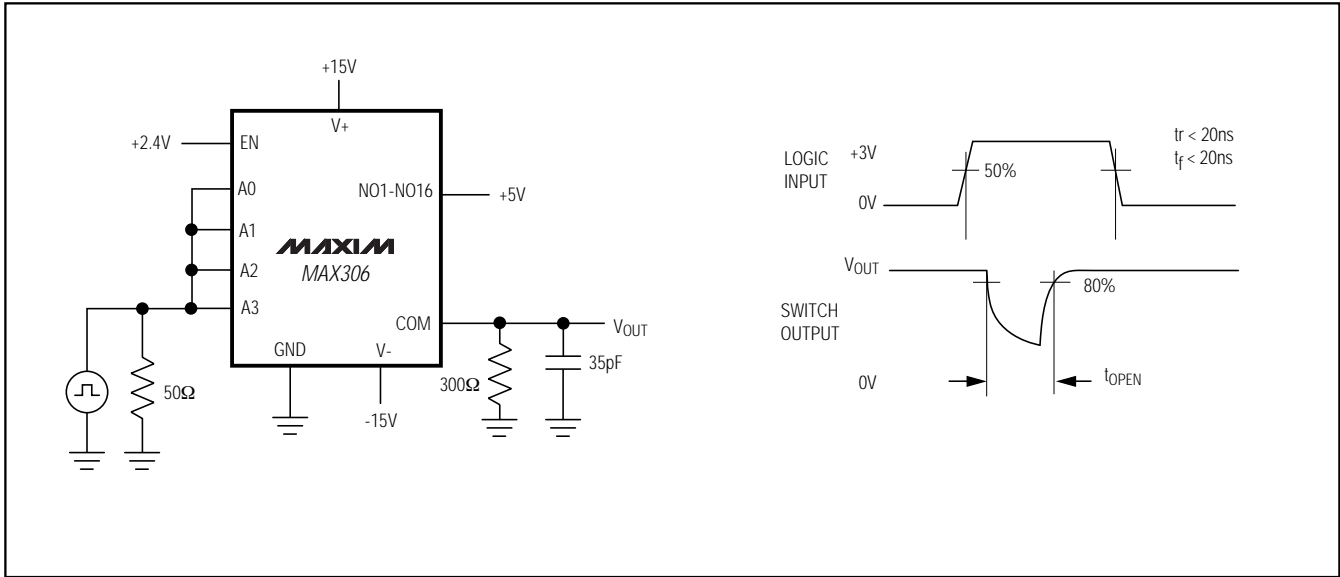 +15V
V+
+2.4V
EN
A0
NO1-NO16
+5V
A1
MAXIM
A2
MAX306
A3
COM
VOUT
GND
V-
50Ω
300Ω
35pF
-15V
LOGIC
INPUT
+3V
50%
0V
tr < 20ns
tf < 20ns
VOUT
80%
SWITCH
OUTPUT
0V
tOPEN